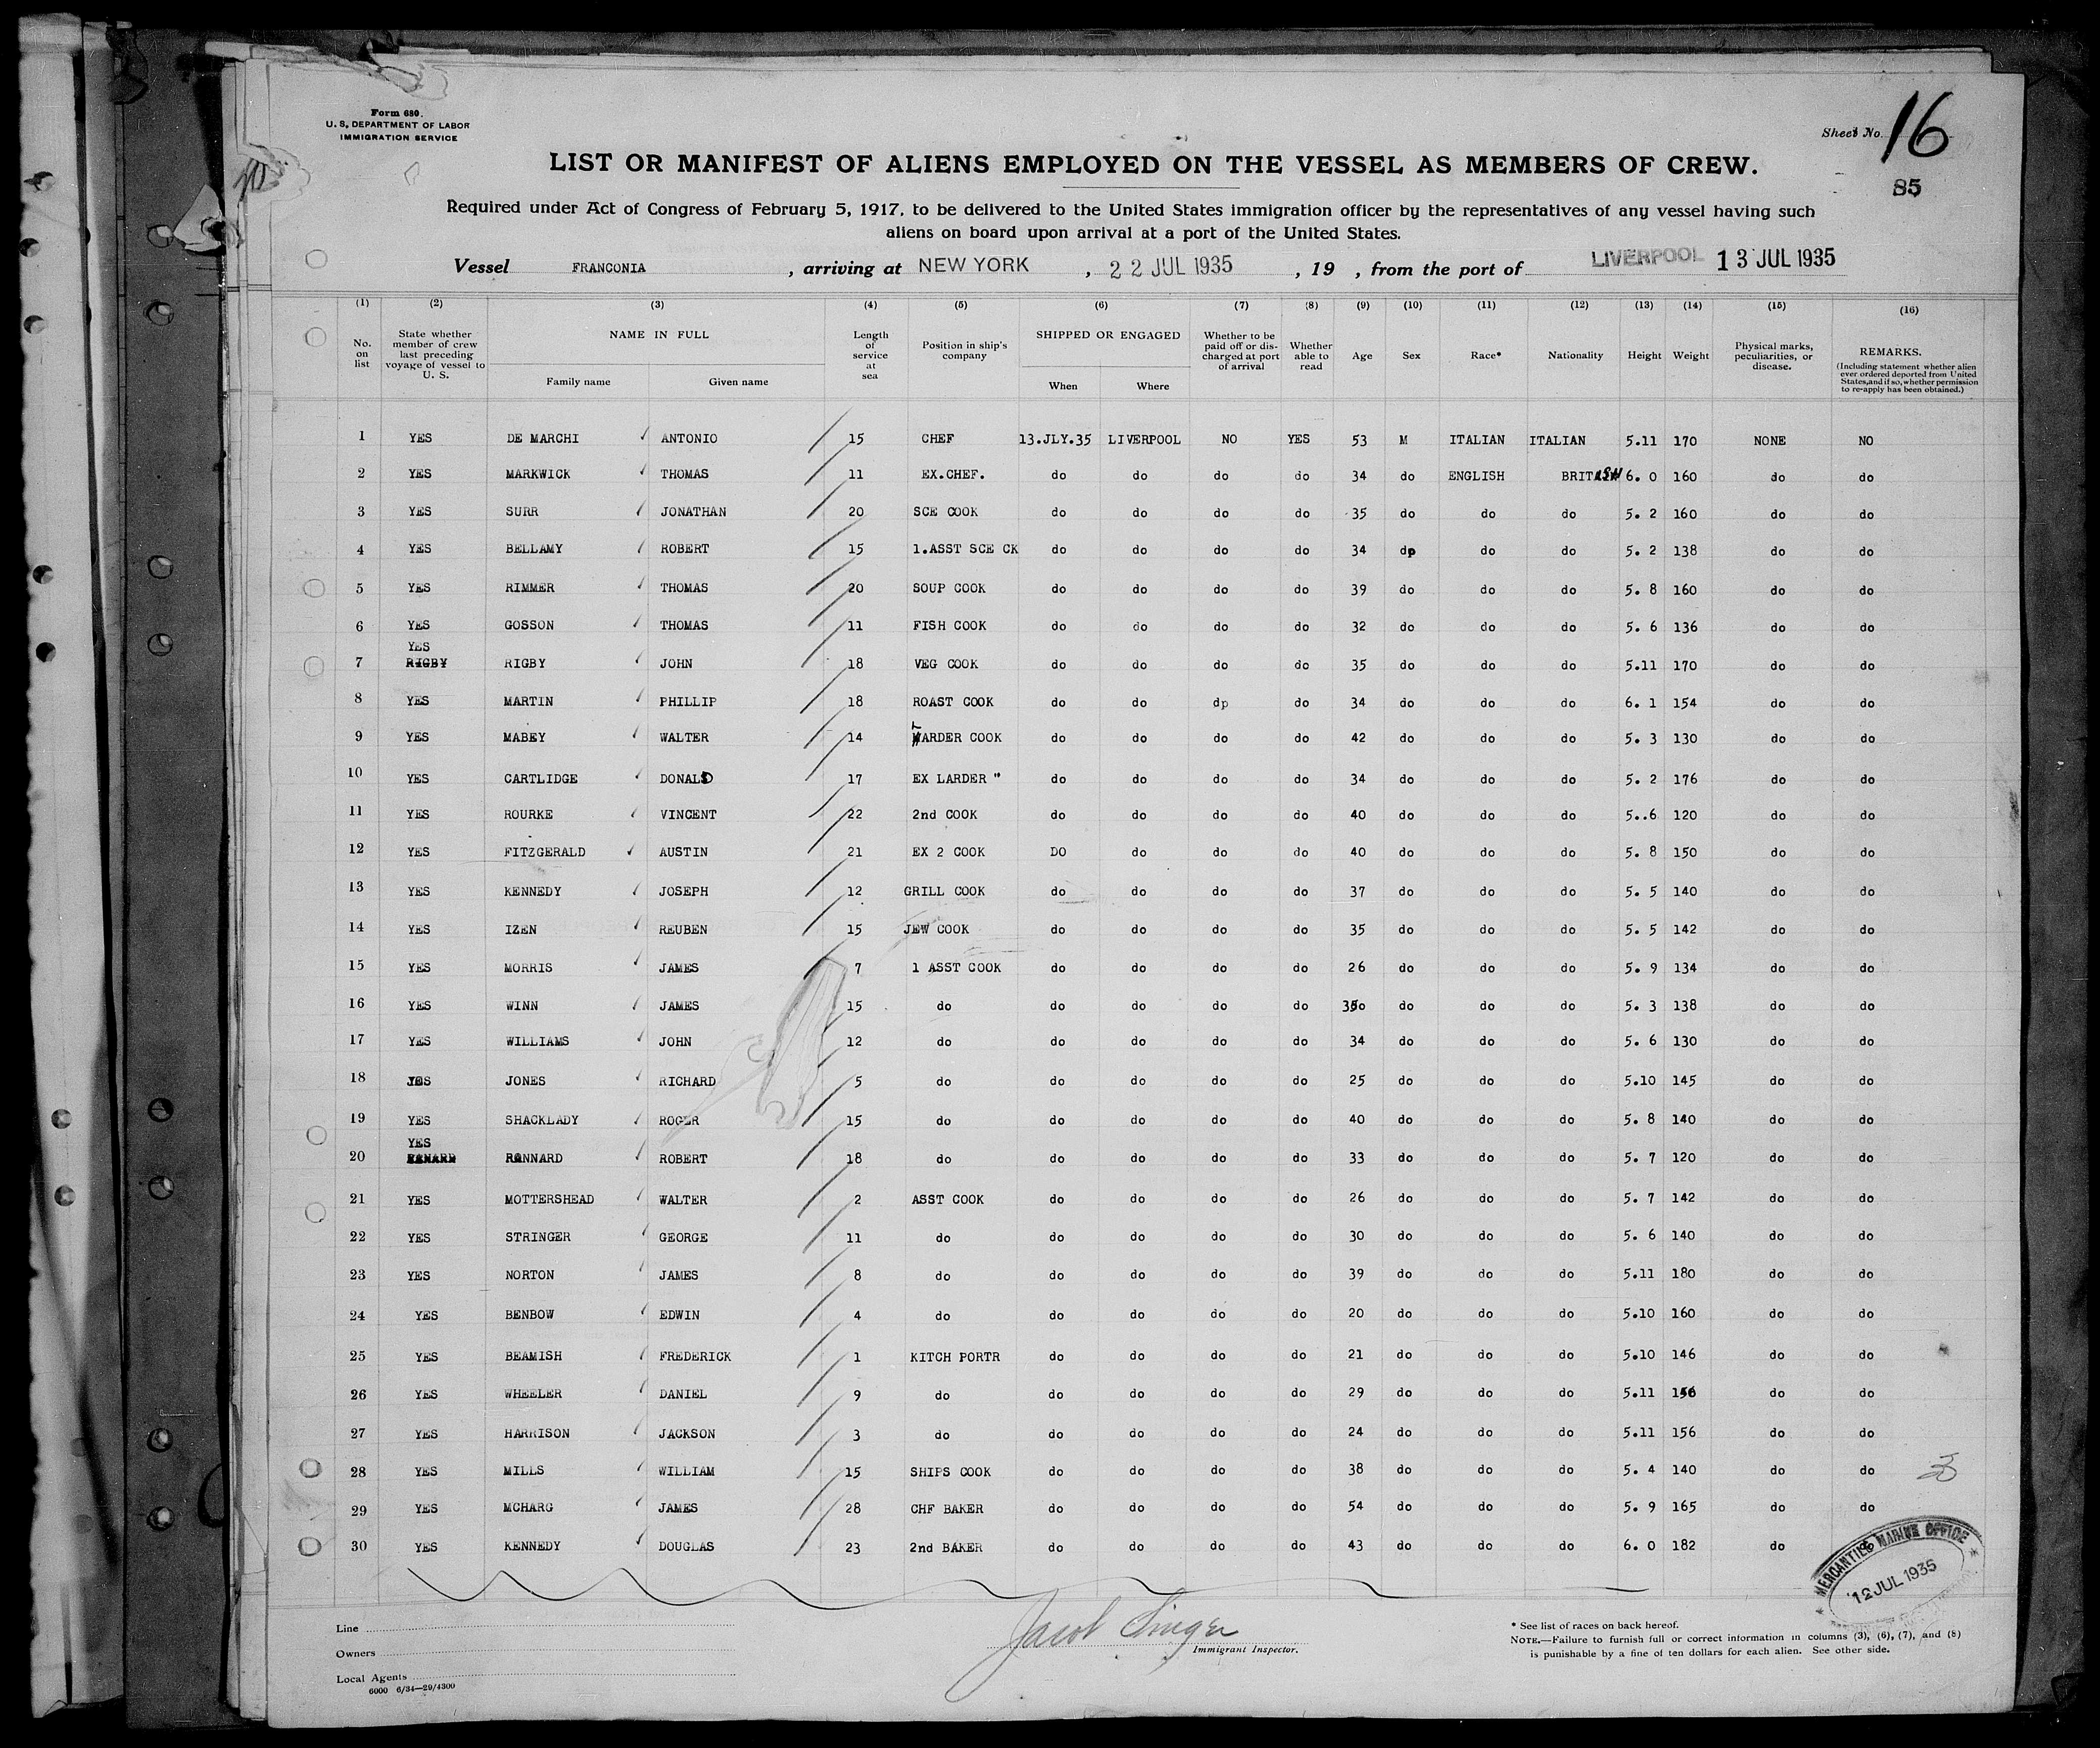 Form 680.
U. S. DEPARTMENT OF LABOR
IMMIGRATION SERVICE
Sheet No. 16
85
LIST OR MANIFEST OF ALIENS EMPLOYED ON THE VESSEL AS MEMBERS OF CREW.
Required under Act of Congress of February 5, 1917, to be delivered to the United States immigration officer by the representatives of any vessel having such
aliens on board upon arrival at a port of the United States.
Vessel FRANCONIA , arriving at NEW YORK , 22 JUL 1935 , 19 , from the port of LIVERPOOL 13 JUL 1935
(1) (2) (3) (4) (5) (6) (7) (8) (9) (10) (11) (12) (13) (14) (15) (16)
No. on list
State whether member of crew last preceding voyage of vessel to U. S.
NAME IN FULL
Family name
Given name
Length of service at sea
Position in ship's company
SHIPPED OR ENGAGED
When
Where
Whether to be paid off or discharged at port of arrival
Whether able to read
Age
Sex
Race*
Nationality
Height
Weight
Physical marks, peculiarities, or disease.
REMARKS.
(Including statement whether alien ever ordered deported from United States, and if so, whether permission to re-apply has been obtained.)
1 YES DE MARCHI ANTONIO 15 CHEF 13.JLY.35 LIVERPOOL NO YES 53 M ITALIAN ITALIAN 5.11 170 NONE NO
2 YES MARKWICK THOMAS 11 EX.CHEF. do do do do 34 do ENGLISH BRITISH 6. 0 160 do do
3 YES SURR JONATHAN 20 SCE COOK do do do do 35 do do do 5. 2 160 do do
4 YES BELLAMY ROBERT 15 1.ASST SCE CK do do do do 34 do do do 5. 2 138 do do
5 YES RIMMER THOMAS 20 SOUP COOK do do do do 39 do do do 5. 8 160 do do
6 YES GOSSON THOMAS 11 FISH COOK do do do do 32 do do do 5. 6 136 do do
YES
7 RIGBY RIGBY JOHN 18 VEG COOK do do do do 35 do do do 5.11 170 do do
8 YES MARTIN PHILLIP 18 ROAST COOK do do dp do 34 do do do 6. 1 154 do do
9 YES MABEY WALTER 14 LARDER COOK do do do do 42 do do do 5. 3 130 do do
10 YES CARTLIDGE DONALD 17 EX LARDER " do do do do 34 do do do 5. 2 176 do do
11 YES ROURKE VINCENT 22 2nd COOK do do do do 40 do do do 5..6 120 do do
12 YES FITZGERALD AUSTIN 21 EX 2 COOK DO do do do 40 do do do 5. 8 150 do do
13 YES KENNEDY JOSEPH 12 GRILL COOK do do do do 37 do do do 5. 5 140 do do
14 YES IZEN REUBEN 15 JEW COOK do do do do 35 do do do 5. 5 142 do do
15 YES MORRIS JAMES 7 1 ASST COOK do do do do 26 do do do 5. 9 134 do do
16 YES WINN JAMES 15 do do do do do do do do 5. 3 138 do do
17 YES WILLIAMS JOHN 12 do do do do do 34 do do do 5. 6 130 do do
18 YES JONES RICHARD 5 do do do do do 25 do do do 5.10 145 do do
19 YES SHACKLADY ROGER 15 do do do do do 40 do do do 5. 8 140 do do
YES
20 RENNARD ROBERT 18 do do do do do 33 do do do 5. 7 120 do do
21 YES MOTTERSHEAD WALTER 2 ASST COOK do do do do 26 do do do 5. 7 142 do do
22 YES STRINGER GEORGE 11 do do do do do 30 do do do 5. 6 140 do do
23 YES NORTON JAMES 8 do do do do do 39 do do do 5.11 180 do do
24 YES BENBOW EDWIN 4 do do do do do 20 do do do 5.10 160 do do
25 YES BEAMISH FREDERICK 1 KITCH PORTR do do do do 21 do do do 5.10 146 do do
26 YES WHEELER DANIEL 9 do do do do do 29 do do do 5.11 156 do do
27 YES HARRISON JACKSON 3 do do do do do 24 do do do 5.11 156 do do
28 YES MILLS WILLIAM 15 SHIPS COOK do do do do 38 do do do 5. 4 140 do do
29 YES MCHARG JAMES 28 CHF BAKER do do do do 54 do do do 5. 9 165 do do
30 YES KENNEDY DOUGLAS 23 2nd BAKER do do do do 43 do do do 6. 0 182 do
MERCANTILE MARINE OFFICE
12 JUL 1935
Line
Owners
Local Agents
6000 6/34—29/4300
Jacob Singer
Immigrant Inspector.
* See list of races on back hereof.
NOTE.—Failure to furnish full or correct information in columns (3), (6), (7), and (8)
is punishable by a fine of ten dollars for each alien. See other side.